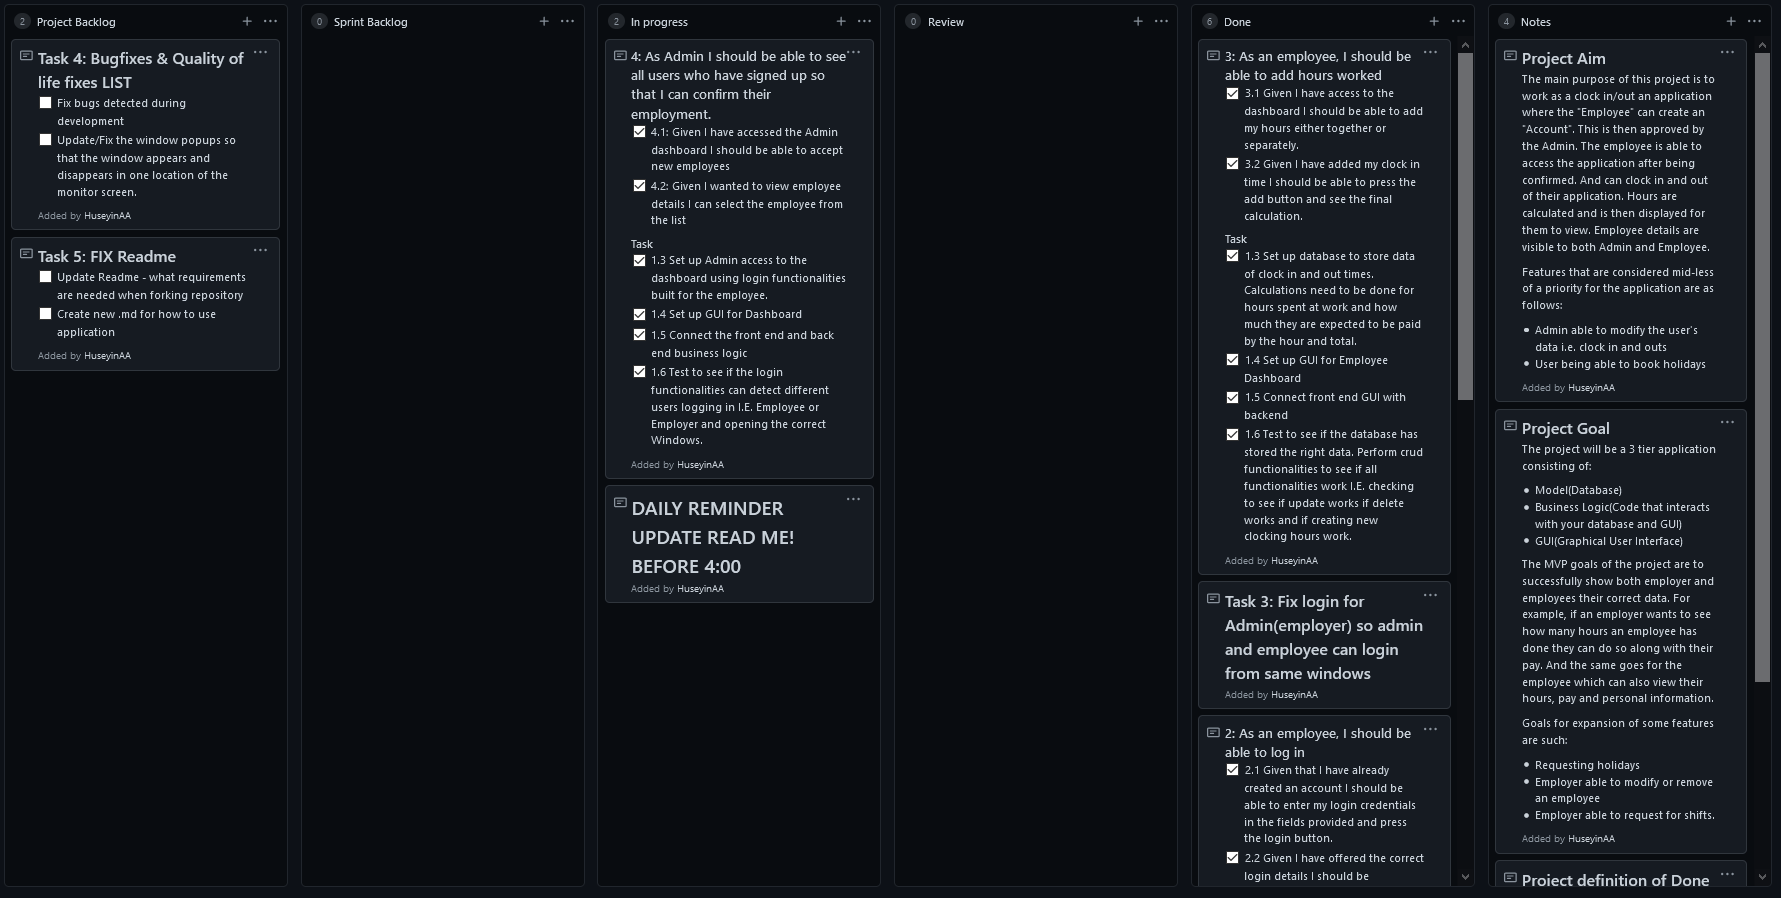 2 Project Backlog
Task 4: Bugfixes & Quality of
life fixes LIST
Fix bugs detected during
development
Update/Fix the window popups so
that the window appears and
disappears in one location of the
monitor screen.
Added by HuseyinAA
Task 5: FIX Readme
Update Readme - what requirements
are needed when forking repository
Create new .md for how to use
application
Added by HuseyinAA
0 Sprint Backlog
2 In progress
4: As Admin I should be able to see
all users who have signed up so
that I can confirm their
employment.
4.1: Given I have accessed the Admin
dashboard I should be able to accept
new employees
4.2: Given I wanted to view employee
details I can select the employee from
the list
Task
1.3 Set up Admin access to the
dashboard using login functionalities
built for the employee.
1.4 Set up GUI for Dashboard
1.5 Connect the front end and back
end business logic
1.6 Test to see if the login
functionalities can detect different
users logging in I.E. Employee or
Employer and opening the correct
Windows.
Added by HuseyinAA
DAILY REMINDER
UPDATE READ ME!
BEFORE 4:00
Added by HuseyinAA
0 Review
6 Done
3: As an employee, I should be
able to add hours worked
3.1 Given I have access to the
dashboard I should be able to add
my hours either together or
separately.
3.2 Given I have added my clock in
time I should be able to press the
add button and see the final
calculation.
Task
1.3 Set up database to store data
of clock in and out times.
Calculations need to be done for
hours spent at work and how
much they are expected to be paid
by the hour and total.
1.4 Set up GUI for Employee
Dashboard
1.5 Connect front end GUI with
backend
1.6 Test to see if the database has
stored the right data. Perform crud
functionalities to see if all
functionalities work I.E. checking
to see if update works if delete
works and if creating new
clocking hours work.
Added by HuseyinAA
Task 3: Fix login for
Admin(employer) so admin
and employee can login
from same windows
Added by HuseyinAA
2: As an employee, I should be
able to log in
2.1 Given that I have already
created an account I should be
able to enter my login credentials
in the fields provided and press
the login button.
2.2 Given I have offered the correct
login details I should be
4 Notes
Project Aim
The main purpose of this project is to
work as a clock in/out an application
where the "Employee" can create an
"Account". This is then approved by
the Admin. The employee is able to
access the application after being
confirmed. And can clock in and out
of their application. Hours are
calculated and is then displayed for
them to view. Employee details are
visible to both Admin and Employee.
Features that are considered mid-less
of a priority for the application are as
follows:
Admin able to modify the user's
data i.e. clock in and outs
User being able to book holidays
Added by HuseyinAA
Project Goal
The project will be a 3 tier application
consisting of:
Model(Database)
Business Logic(Code that interacts
with your database and GUI)
GUI(Graphical User Interface)
The MVP goals of the project are to
successfully show both employer and
employees their correct data. For
example, if an employer wants to see
how many hours an employee has
done they can do so along with their
pay. And the same goes for the
employee which can also view their
hours, pay and personal information.
Goals for expansion of some features
are such:
Requesting holidays
Employer able to modify or remove
an employee
Employer able to request for shifts.
Added by HuseyinAA
Project definition of Done